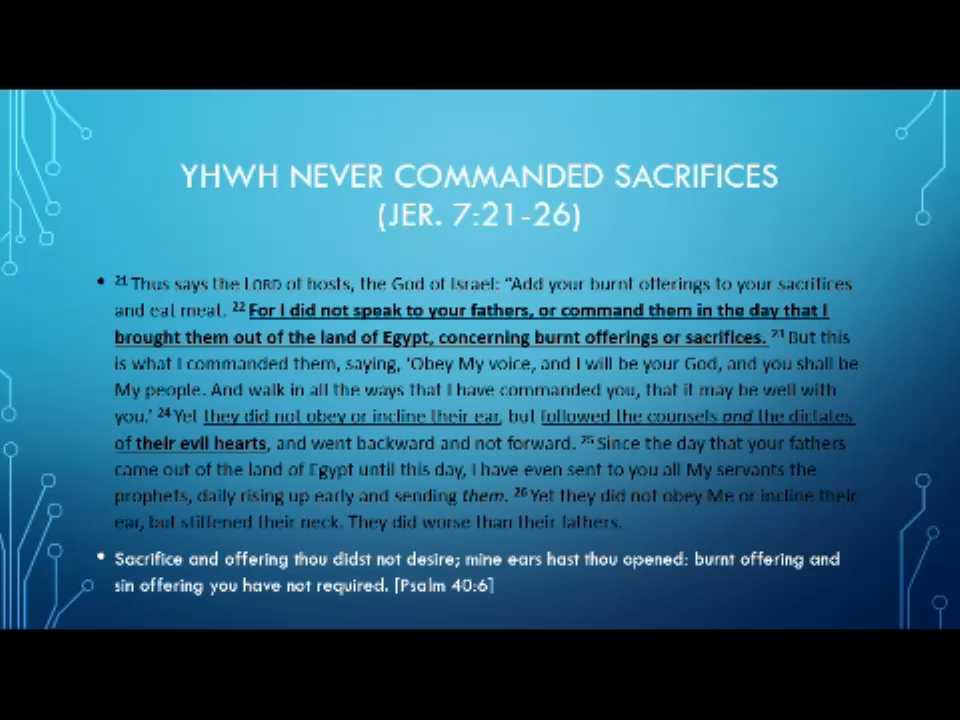 YHWH NEVER COMMANDED SACRIFICES
(JER. 7:21-26)
• 21 Thus says the LORD of hosts, the God of Israel: "Add your burnt offerings to your sacrifices
and eat meat. 22 For I did not speak to your fathers, or command them in the day that I
brought them out of the land of Egypt, concerning burnt offerings or sacrifices. 23 But this
is what I commanded them, saying, 'Obey My voice, and I will be your God, and you shall be
My people. And walk in all the ways that I have commanded you, that it may be well with
you.' 24 Yet they did not obey or incline their ear, but followed the counsels and the dictates
of their evil hearts, and went backward and not forward. 25 Since the day that your fathers
came out of the land of Egypt until this day, I have even sent to you all My servants the
prophets, daily rising up early and sending them. 26 Yet they did not obey Me or incline their
ear, but stiffened their neck. They did worse than their fathers.
• Sacrifice and offering thou didst not desire; mine ears hast thou opened: burnt offering and
sin offering you have not required. [Psalm 40:6]